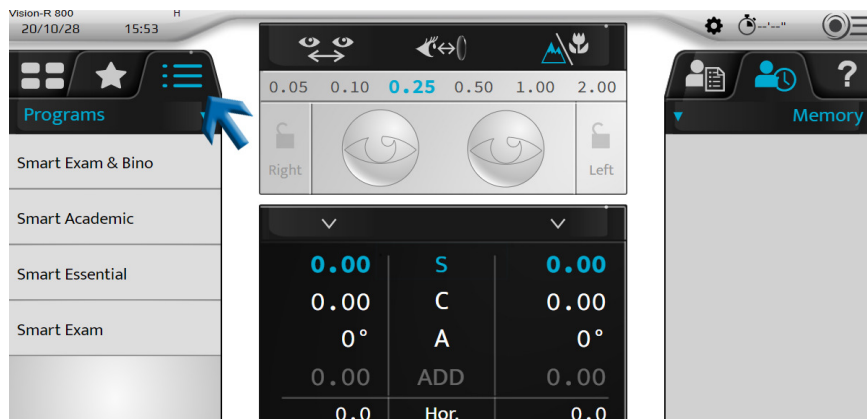 Vision-R 800 H
20/10/28 15:53
--'--"
0.05 0.10 0.25 0.50 1.00 2.00
Programs Memory
Right Left
Smart Exam & Bino
Smart Academic
Smart Essential
Smart Exam
0.00 S 0.00
0.00 C 0.00
0° A 0°
0.00 ADD 0.00
0.0 Hor. 0.0
?